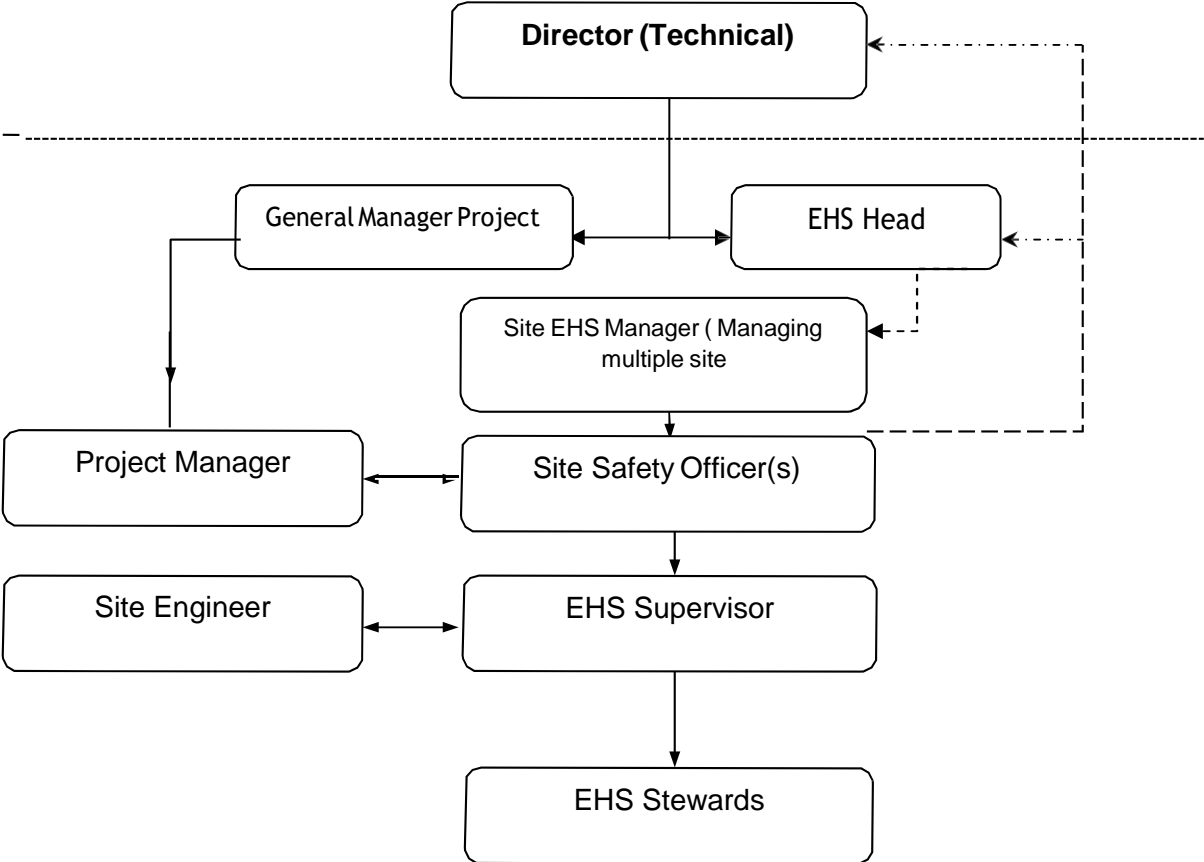 Director (Technical)
General Manager Project
EHS Head
Site EHS Manager ( Managing
multiple site
Project Manager
Site Safety Officer(s)
Site Engineer
EHS Supervisor
EHS Stewards